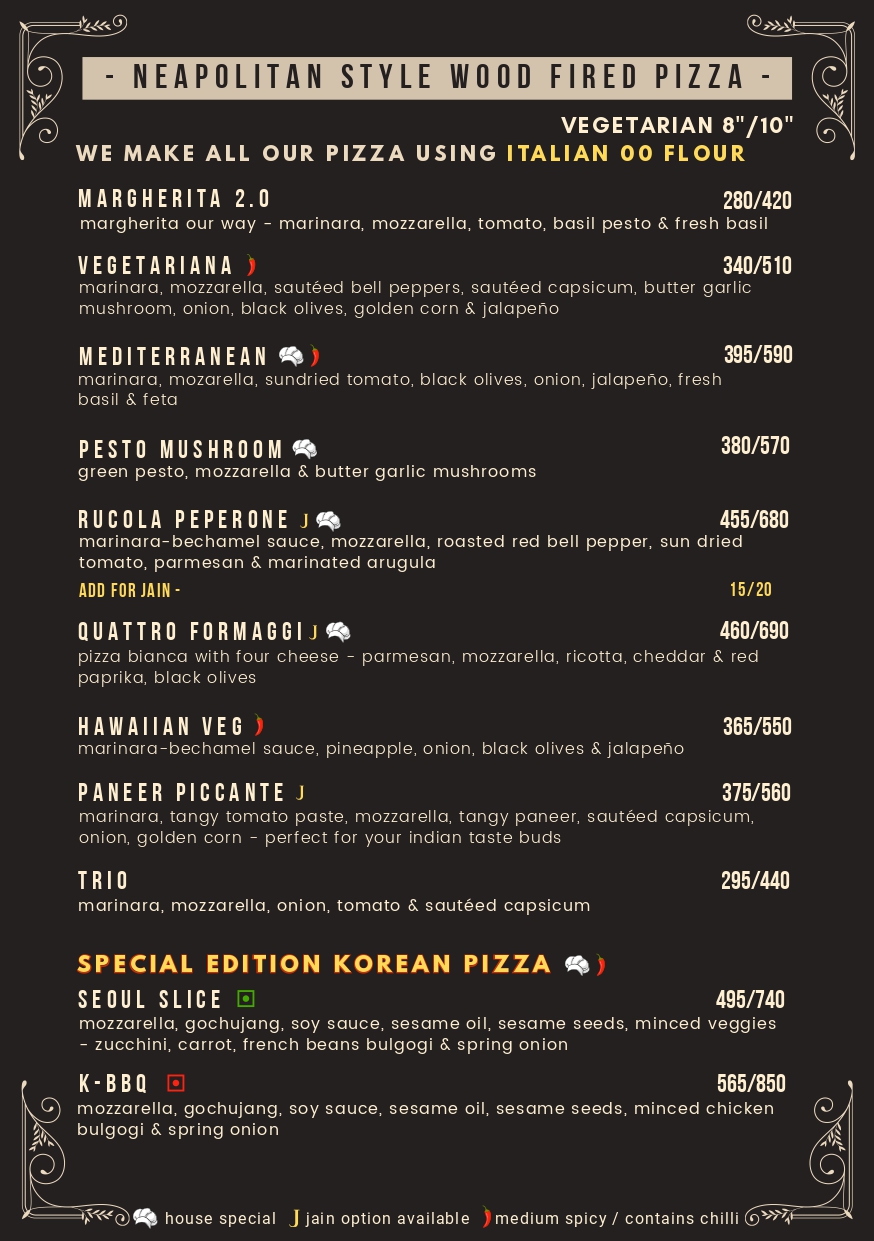 - NEAPOLITAN STYLE WOOD FIRED PIZZA -
VEGETARIAN 8"/10"
WE MAKE ALL OUR PIZZA USING ITALIAN 00 FLOUR
MARGHERITA 2.0 280/420
margherita our way - marinara, mozzarella, tomato, basil pesto & fresh basil
VEGETARIANA 340/510
marinara, mozzarella, sautéed bell peppers, sautéed capsicum, butter garlic
mushroom, onion, black olives, golden corn & jalapeño
MEDITERRANEAN 395/590
marinara, mozarella, sundried tomato, black olives, onion, jalapeño, fresh
basil & feta
PESTO MUSHROOM 380/570
green pesto, mozzarella & butter garlic mushrooms
RUCOLA PEPERONE J 455/680
marinara-bechamel sauce, mozzarella, roasted red bell pepper, sun dried
tomato, parmesan & marinated arugula
ADD FOR JAIN - 15/20
QUATTRO FORMAGGI J 460/690
pizza bianca with four cheese - parmesan, mozzarella, ricotta, cheddar & red
paprika, black olives
HAWAIIAN VEG 365/550
marinara-bechamel sauce, pineapple, onion, black olives & jalapeño
PANEER PICCANTE J 375/560
marinara, tangy tomato paste, mozzarella, tangy paneer, sautéed capsicum,
onion, golden corn - perfect for your indian taste buds
TRIO 295/440
marinara, mozzarella, onion, tomato & sautéed capsicum
SPECIAL EDITION KOREAN PIZZA
SEOUL SLICE 495/740
mozzarella, gochujang, soy sauce, sesame oil, sesame seeds, minced veggies
- zucchini, carrot, french beans bulgogi & spring onion
K-BBQ 565/850
mozzarella, gochujang, soy sauce, sesame oil, sesame seeds, minced chicken
bulgogi & spring onion
house special J jain option available medium spicy / contains chilli